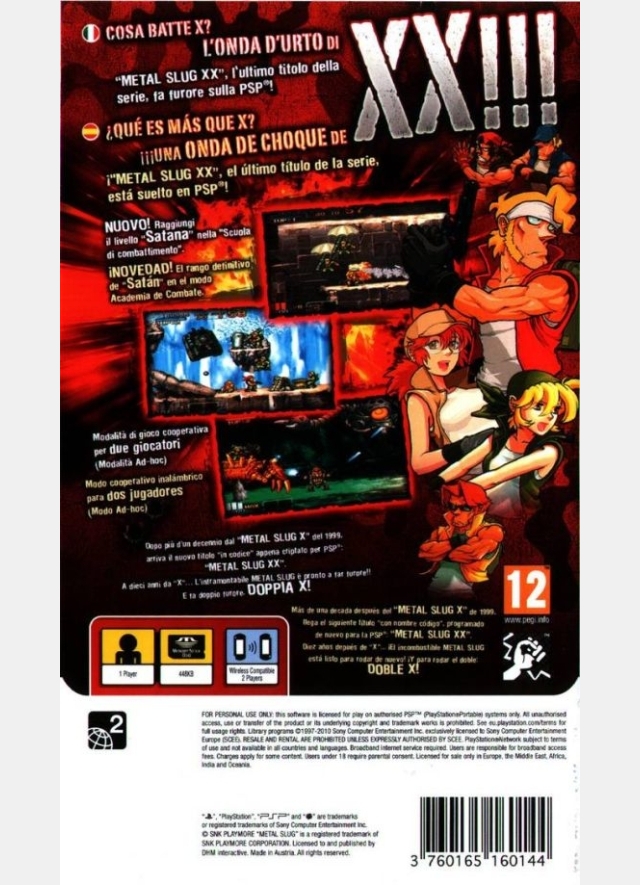 COSA BATTE X?
L'ONDA D'URTO DI
XX!!!
"METAL SLUG XX", l'ultimo titolo della
serie, fa furore sulla PSP®!
¿QUÉ ES MÁS QUE X?
¡¡¡UNA ONDA DE CHOQUE DE
¡"METAL SLUG XX", el último título de la serie,
está suelto en PSP®!
NUOVO! Raggiungi
il livello "Satana" nella "Scuola
di combattimento".
¡NOVEDAD! El rango definitivo
de "Satán" en el modo
Academia de Combate.
Modalità di gioco cooperativa
per due giocatori
(Modalità Ad-hoc)
Modo cooperativo inalámbrico
para dos jugadores
(Modo Ad-hoc)
Dopo più d'un decennio dal "METAL SLUG X" del 1999,
arriva il nuovo titolo "in codice" appena criptato per PSP®:
"METAL SLUG XX".
A dieci anni da "X"... L'intramontabile METAL SLUG è pronto a far furore!!
E fa doppio furore. DOPPIA X!
Más de una década después del "METAL SLUG X" de 1999,
llega el siguiente título "con nombre código", programado
de nuevo para la PSP®: "METAL SLUG XX".
Diez años después de "X"... ¡El incombustible METAL SLUG
está listo para rodar de nuevo! ¡Y para rodar el doble:
DOBLE X!
12
www.pegi.info
1 Player
448KB
Wireless Compatible
2 Players
2
FOR PERSONAL USE ONLY: this software is licensed for play on authorised PSP™ (PlayStation®Portable) systems only. All unauthorised
access, use or transfer of the product or its underlying copyright and trademark works is prohibited. See eu.playstation.com/terms for
full usage rights. Library programs ©1997-2010 Sony Computer Entertainment Inc. exclusively licensed to Sony Computer Entertainment
Europe (SCEE). RESALE AND RENTAL ARE PROHIBITED UNLESS EXPRESSLY AUTHORISED BY SCEE. PlayStation®Network subject to terms
of use and not available in all countries and languages. Broadband internet service required. Users are responsible for broadband access
fees. Charges apply for some content. Users under 18 require parental consent. Licensed for sale only in Europe, the Middle East, Africa,
India and Oceania.
"PlayStation", "PSP" and are trademarks
or registered trademarks of Sony Computer Entertainment Inc.
© SNK PLAYMORE "METAL SLUG" is a registered trademark of
SNK PLAYMORE CORPORATION. Licensed to and published by
DHM interactive. Made in Austria. All rights reserved.
3 760165 160144